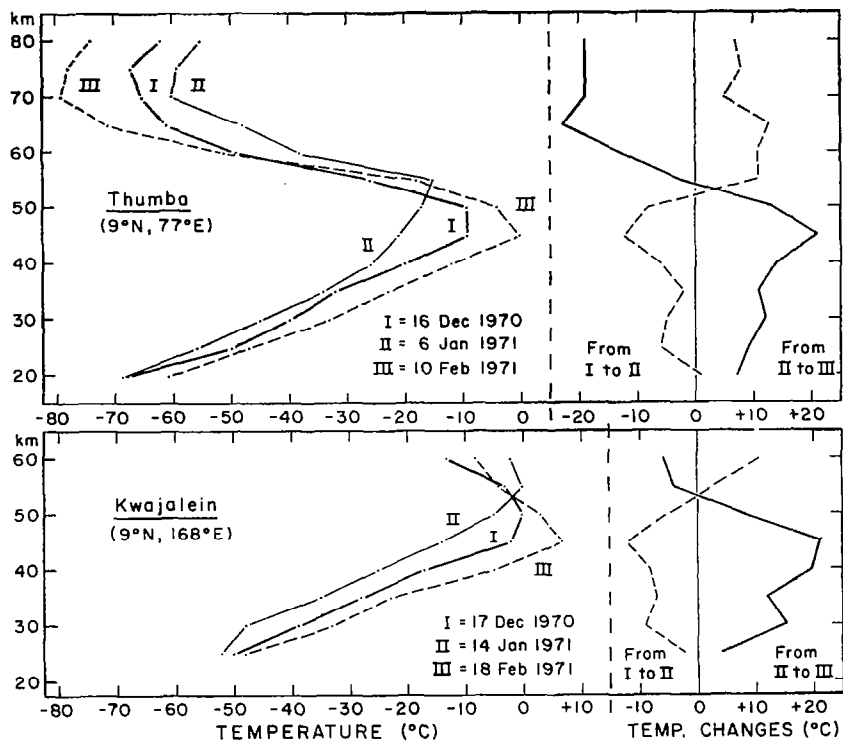 km
80
70
60
50
40
30
20
III
I
II
Thumba
(9°N, 77°E)
III
I
II
I = 16 Dec 1970
II = 6 Jan 1971
III = 10 Feb 1971
From
I to II
From
II to III
-80 -70 -60 -50 -40 -30 -20 -10 0 -20 -10 0 +10 +20
km
60
50
40
30
20
Kwajalein
(9°N, 168°E)
II
I
III
I = 17 Dec 1970
II = 14 Jan 1971
III = 18 Feb 1971
From
I to II
From
II to III
-80 -70 -60 -50 -40 -30 -20 -10 0 +10 -10 0 +10 +20
TEMPERATURE (°C) TEMP. CHANGES (°C)